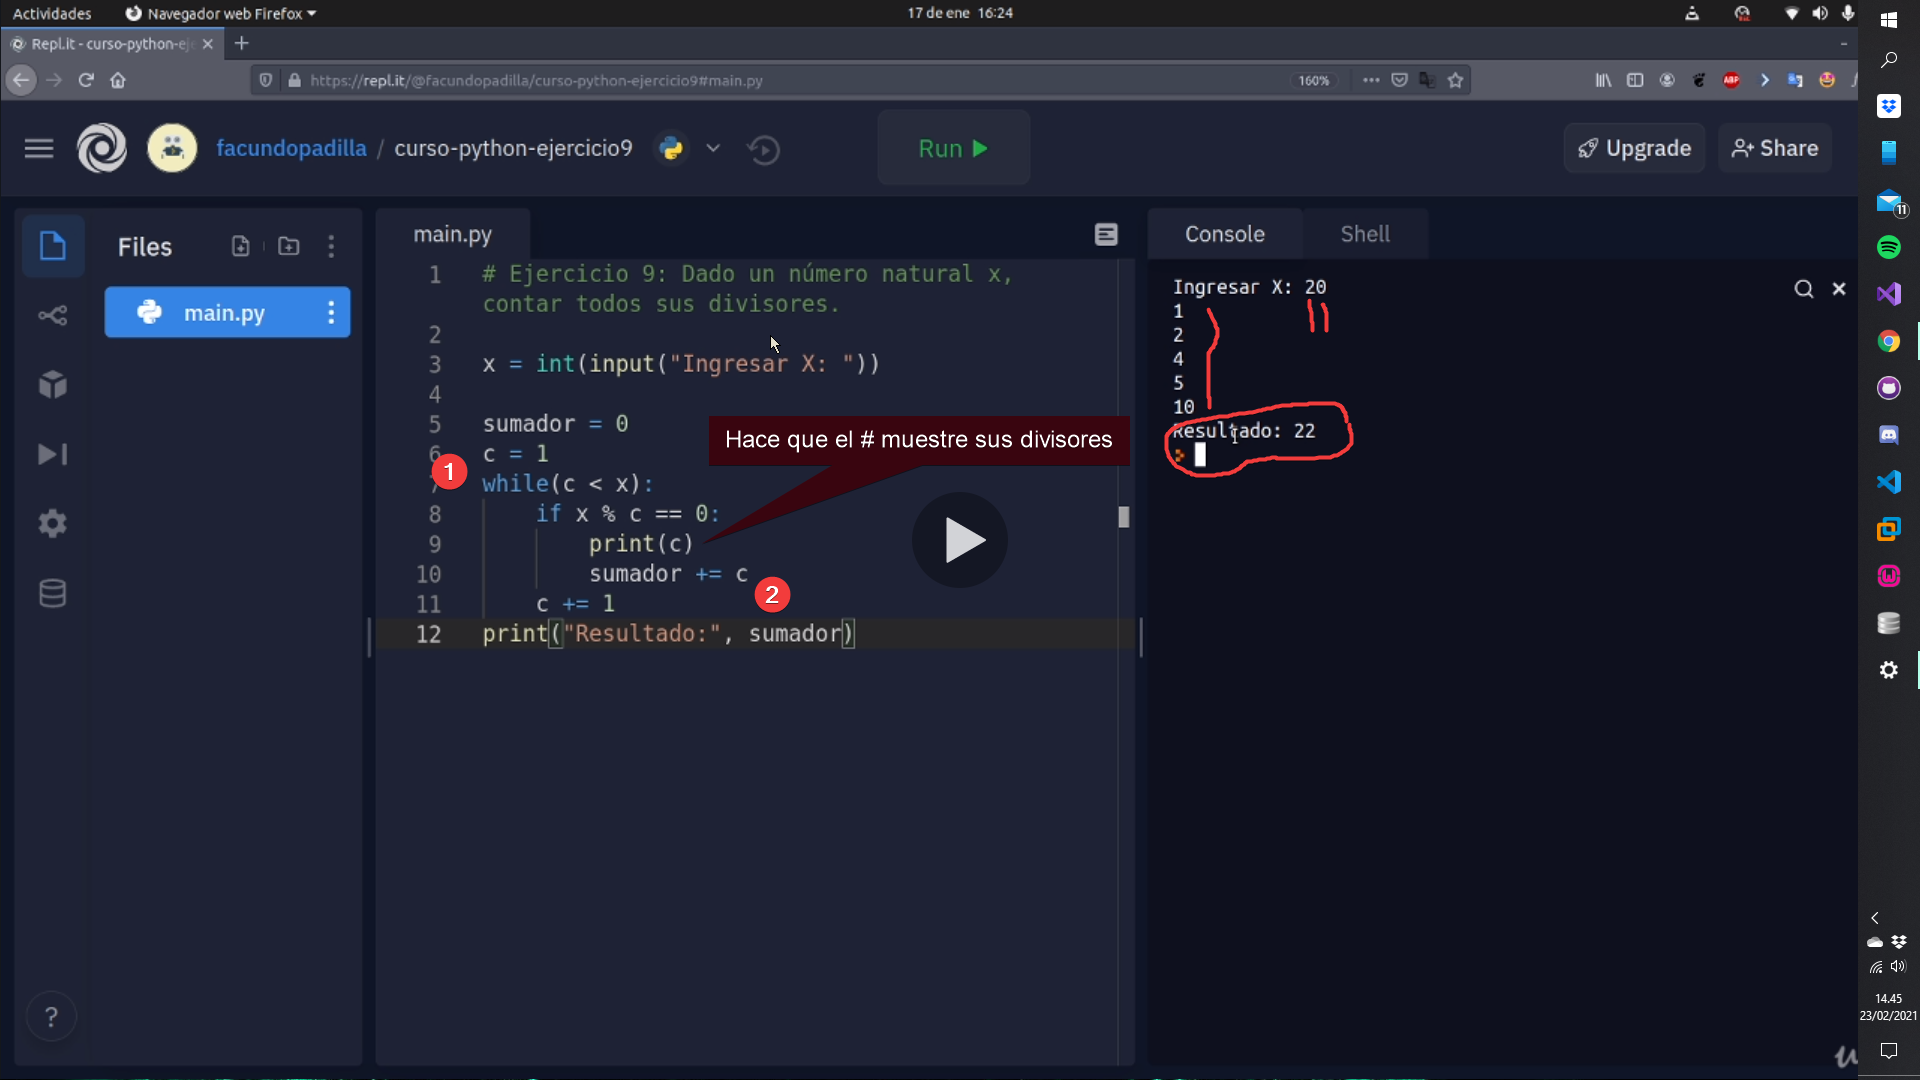 Actividades Navegador web Firefox 17 de ene 16:24
Repl.it - curso-python-eje
https://repl.it/@facundopadilla/curso-python-ejercicio9#main.py 160% ABP
facundopadilla / curso-python-ejercicio9 Run Upgrade Share
Files
main.py
main.py
1 # Ejercicio 9: Dado un número natural x,
contar todos sus divisores.
2
3 x = int(input("Ingresar X: "))
4
5 sumador = 0
6 c = 1
7 while(c < x):
8 if x % c == 0:
9 print(c)
10 sumador += c
11 c += 1
12 print("Resultado:", sumador)
1
Hace que el # muestre sus divisores
2
Console Shell
Ingresar X: 20
1
2
4
5
10
Resultado: 22
11
?
14.45
23/02/2021